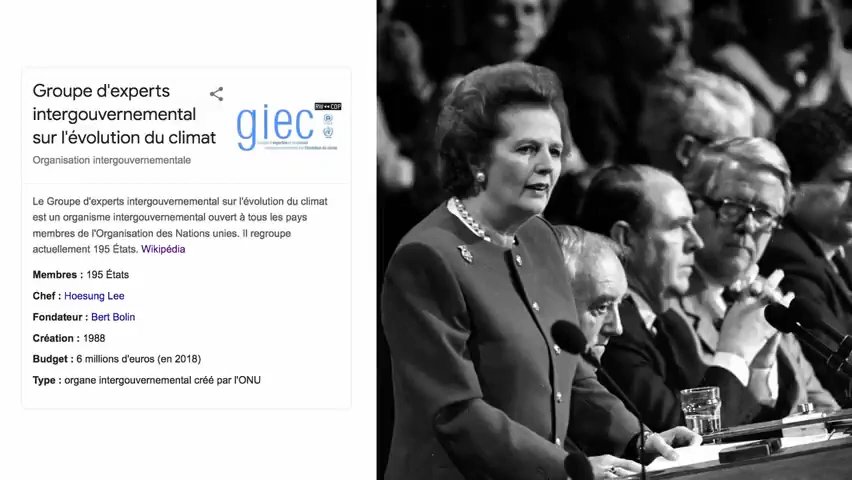 Groupe d'experts
intergouvernemental
sur l'évolution du climat
Organisation intergouvernementale
giec
Le Groupe d'experts intergouvernemental sur l'évolution du climat
est un organisme intergouvernemental ouvert à tous les pays
membres de l'Organisation des Nations unies. Il regroupe
actuellement 195 États. Wikipédia
Membres : 195 États
Chef : Hoesung Lee
Fondateur : Bert Bolin
Création : 1988
Budget : 6 millions d'euros (en 2018)
Type : organe intergouvernemental créé par l'ONU